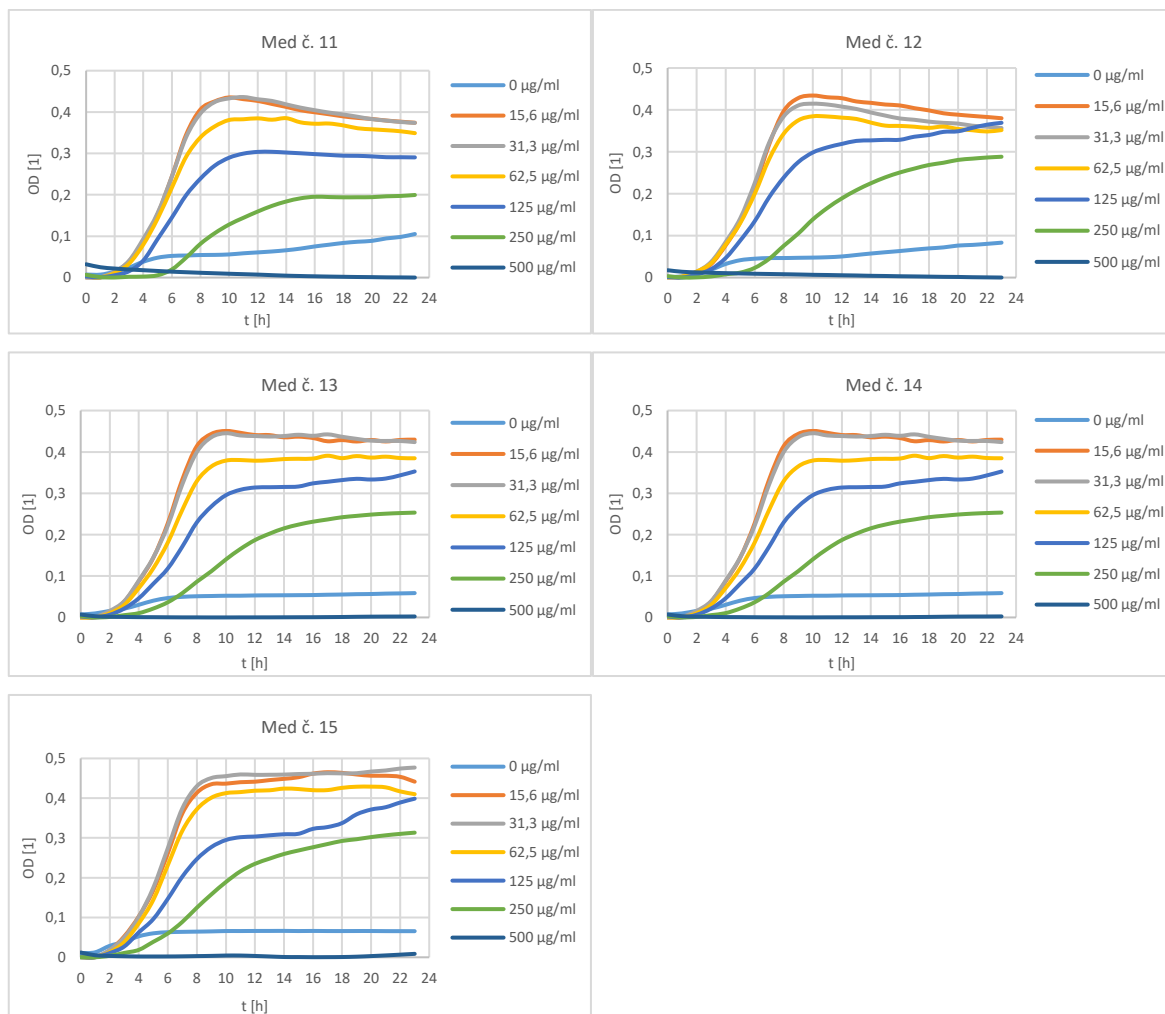 Med č. 11
OD [1]
0,5
0,4
0,3
0,2
0,1
0
0 2 4 6 8 10 12 14 16 18 20 22 24
t [h]
0 µg/ml
15,6 µg/ml
31,3 µg/ml
62,5 µg/ml
125 µg/ml
250 µg/ml
500 µg/ml
Med č. 12
OD [1]
0,5
0,4
0,3
0,2
0,1
0
0 2 4 6 8 10 12 14 16 18 20 22 24
t [h]
0 µg/ml
15,6 µg/ml
31,3 µg/ml
62,5 µg/ml
125 µg/ml
250 µg/ml
500 µg/ml
Med č. 13
OD [1]
0,5
0,4
0,3
0,2
0,1
0
0 2 4 6 8 10 12 14 16 18 20 22 24
t [h]
0 µg/ml
15,6 µg/ml
31,3 µg/ml
62,5 µg/ml
125 µg/ml
250 µg/ml
500 µg/ml
Med č. 14
OD [1]
0,5
0,4
0,3
0,2
0,1
0
0 2 4 6 8 10 12 14 16 18 20 22 24
t [h]
0 µg/ml
15,6 µg/ml
31,3 µg/ml
62,5 µg/ml
125 µg/ml
250 µg/ml
500 µg/ml
Med č. 15
OD [1]
0,5
0,4
0,3
0,2
0,1
0
0 2 4 6 8 10 12 14 16 18 20 22 24
t [h]
0 µg/ml
15,6 µg/ml
31,3 µg/ml
62,5 µg/ml
125 µg/ml
250 µg/ml
500 µg/ml